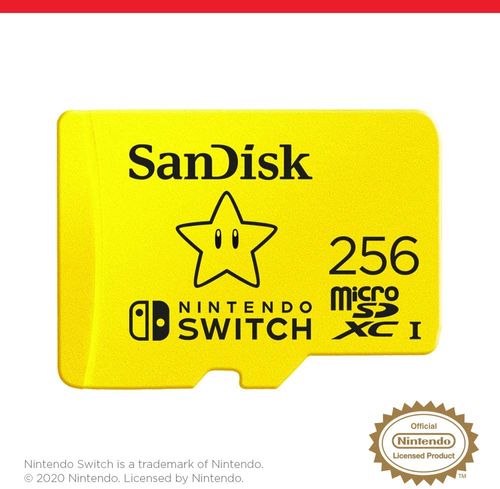 SanDisk
256
NINTENDO
SWITCH
micro
SD
XC I
Official
Nintendo
Licensed Product
TM
Nintendo Switch is a trademark of Nintendo.
© 2020 Nintendo. Licensed by Nintendo.